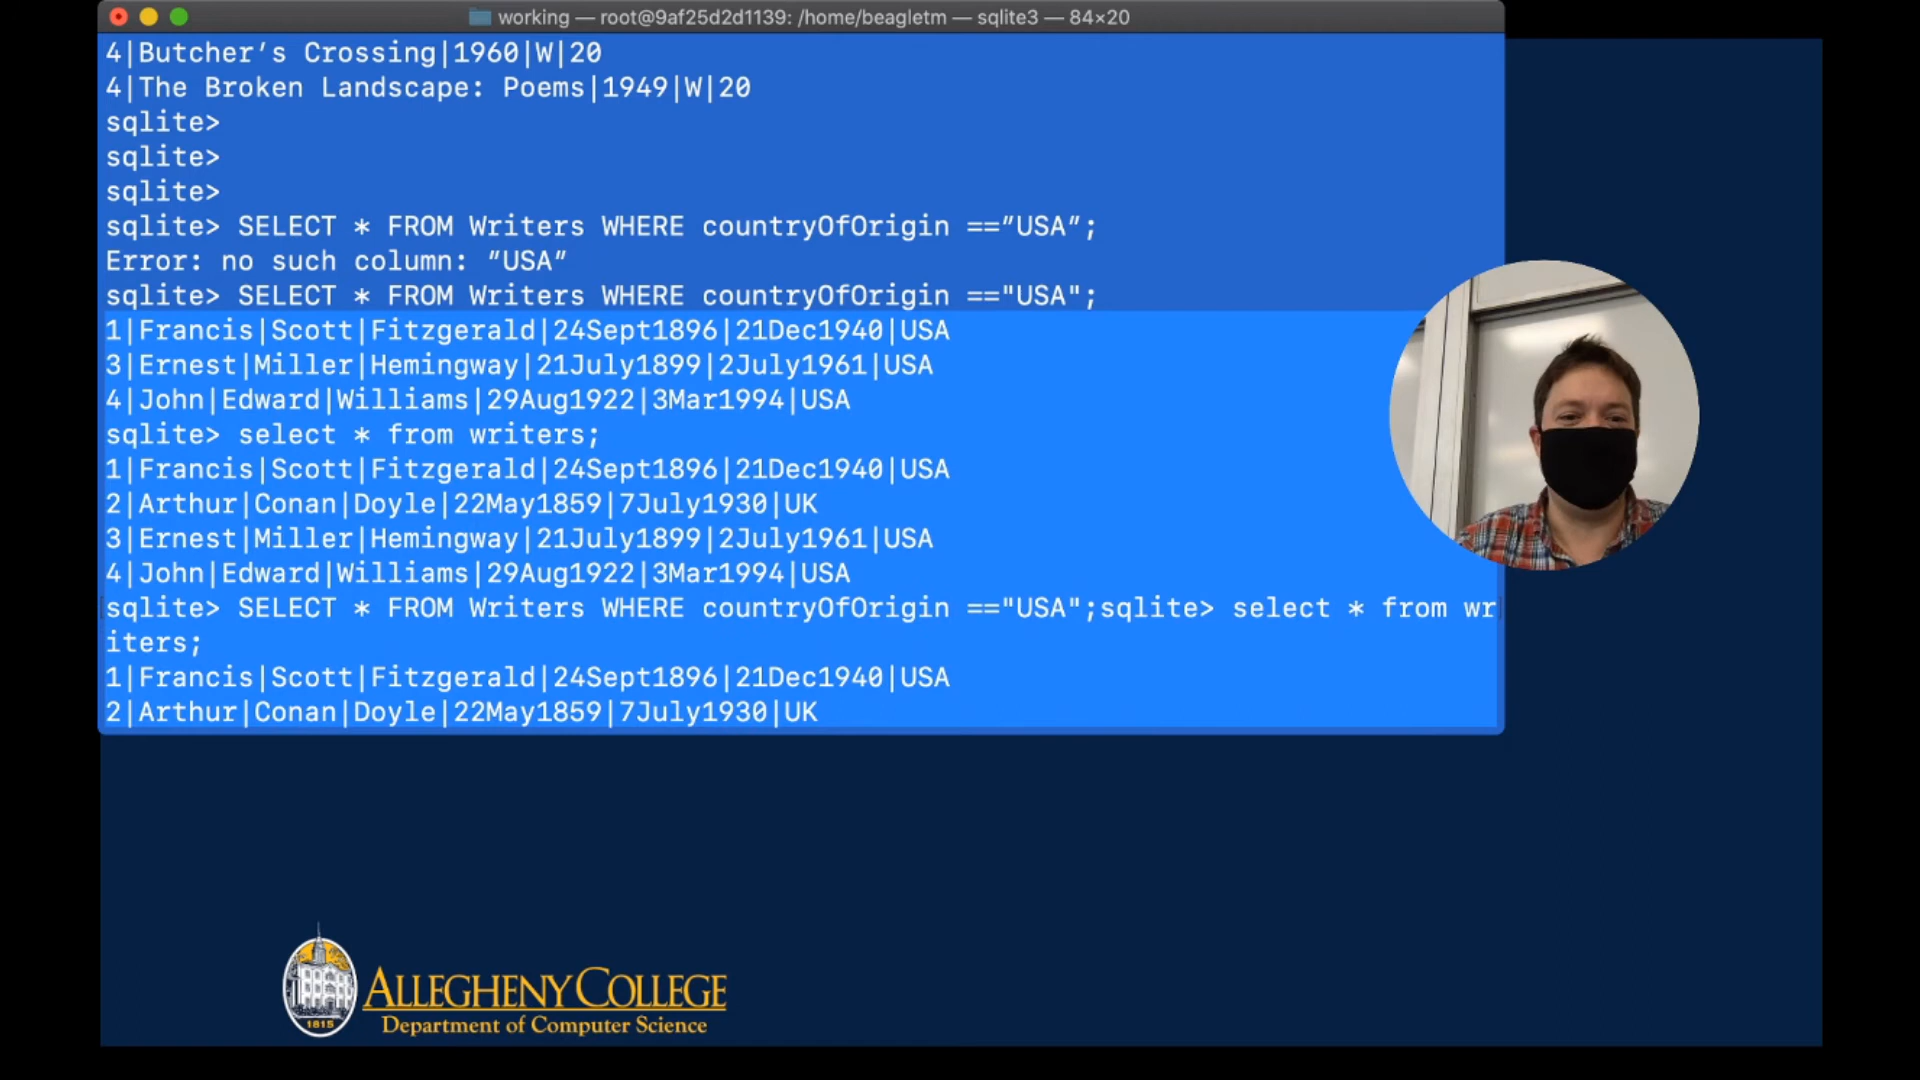 working — root@9af25d2d1139: /home/beagletm — sqlite3 — 84×20
4|Butcher’s Crossing|1960|W|20
4|The Broken Landscape: Poems|1949|W|20
sqlite>
sqlite>
sqlite>
sqlite> SELECT * FROM Writers WHERE countryOfOrigin ==”USA”;
Error: no such column: ”USA”
sqlite> SELECT * FROM Writers WHERE countryOfOrigin =="USA";
1|Francis|Scott|Fitzgerald|24Sept1896|21Dec1940|USA
3|Ernest|Miller|Hemingway|21July1899|2July1961|USA
4|John|Edward|Williams|29Aug1922|3Mar1994|USA
sqlite> select * from writers;
1|Francis|Scott|Fitzgerald|24Sept1896|21Dec1940|USA
2|Arthur|Conan|Doyle|22May1859|7July1930|UK
3|Ernest|Miller|Hemingway|21July1899|2July1961|USA
4|John|Edward|Williams|29Aug1922|3Mar1994|USA
sqlite> SELECT * FROM Writers WHERE countryOfOrigin =="USA";sqlite> select * from wr
iters;
1|Francis|Scott|Fitzgerald|24Sept1896|21Dec1940|USA
2|Arthur|Conan|Doyle|22May1859|7July1930|UK
1815
ALLEGHENY COLLEGE
Department of Computer Science